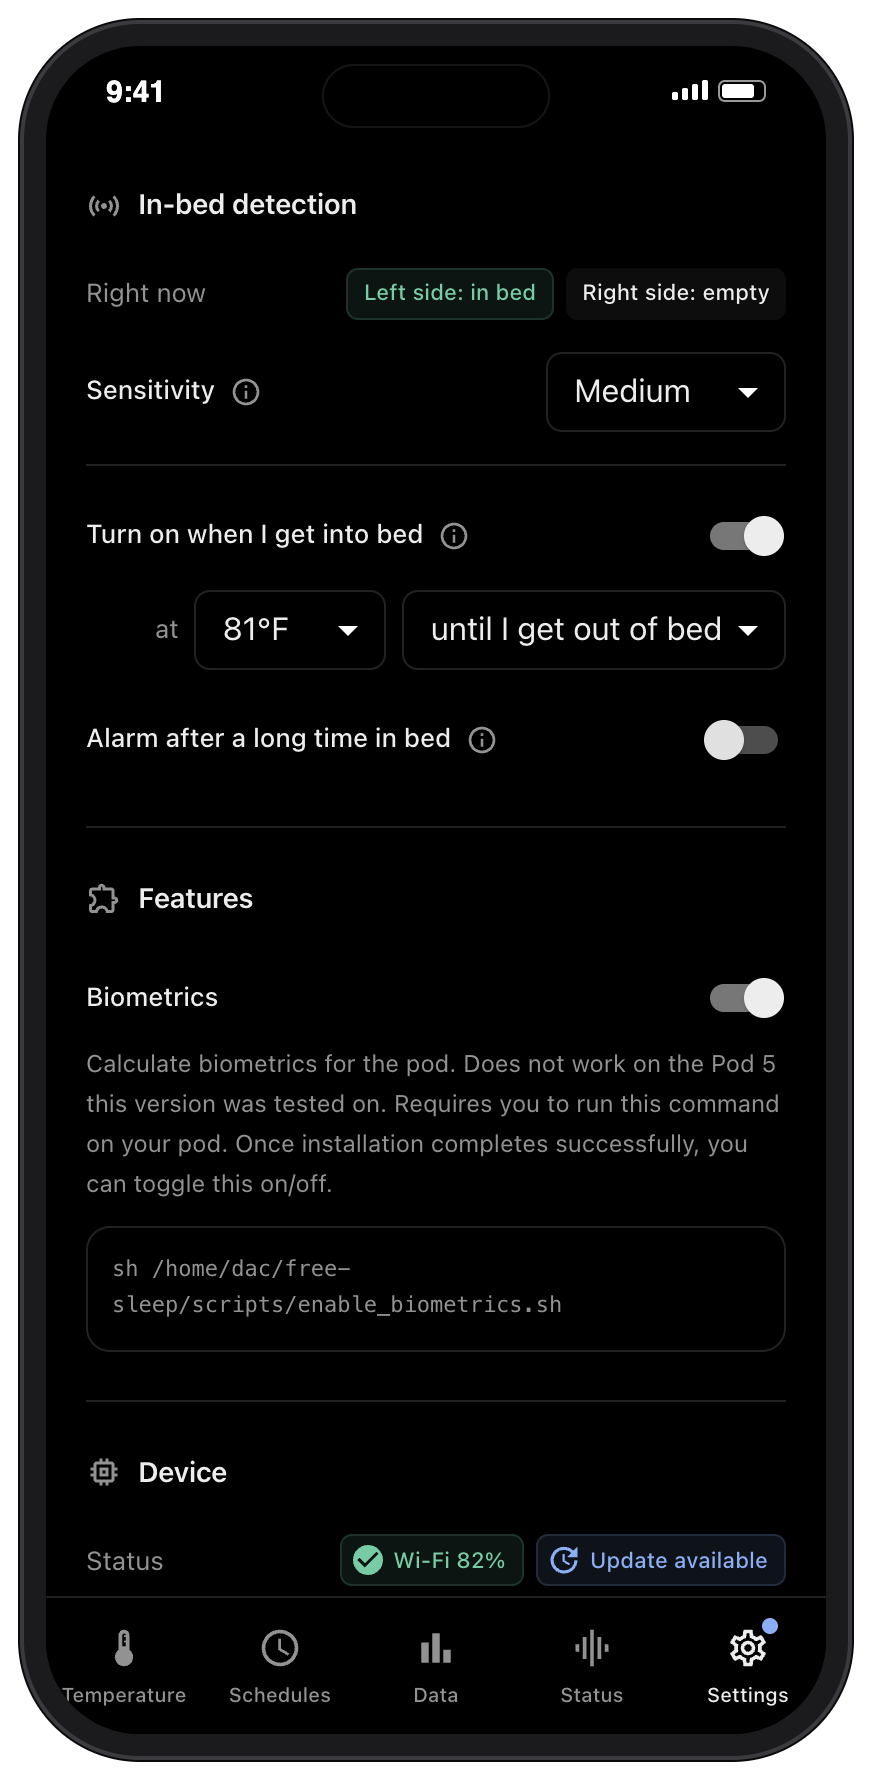 9:41
In-bed detection
Right now
Left side: in bed
Right side: empty
Sensitivity
Medium
Turn on when I get into bed
at
81°F
until I get out of bed
Alarm after a long time in bed
Features
Biometrics
Calculate biometrics for the pod. Does not work on the Pod 5
this version was tested on. Requires you to run this command
on your pod. Once installation completes successfully, you
can toggle this on/off.
sh /home/dac/free-
sleep/scripts/enable_biometrics.sh
Device
Status
Wi-Fi 82%
Update available
Temperature
Schedules
Data
Status
Settings